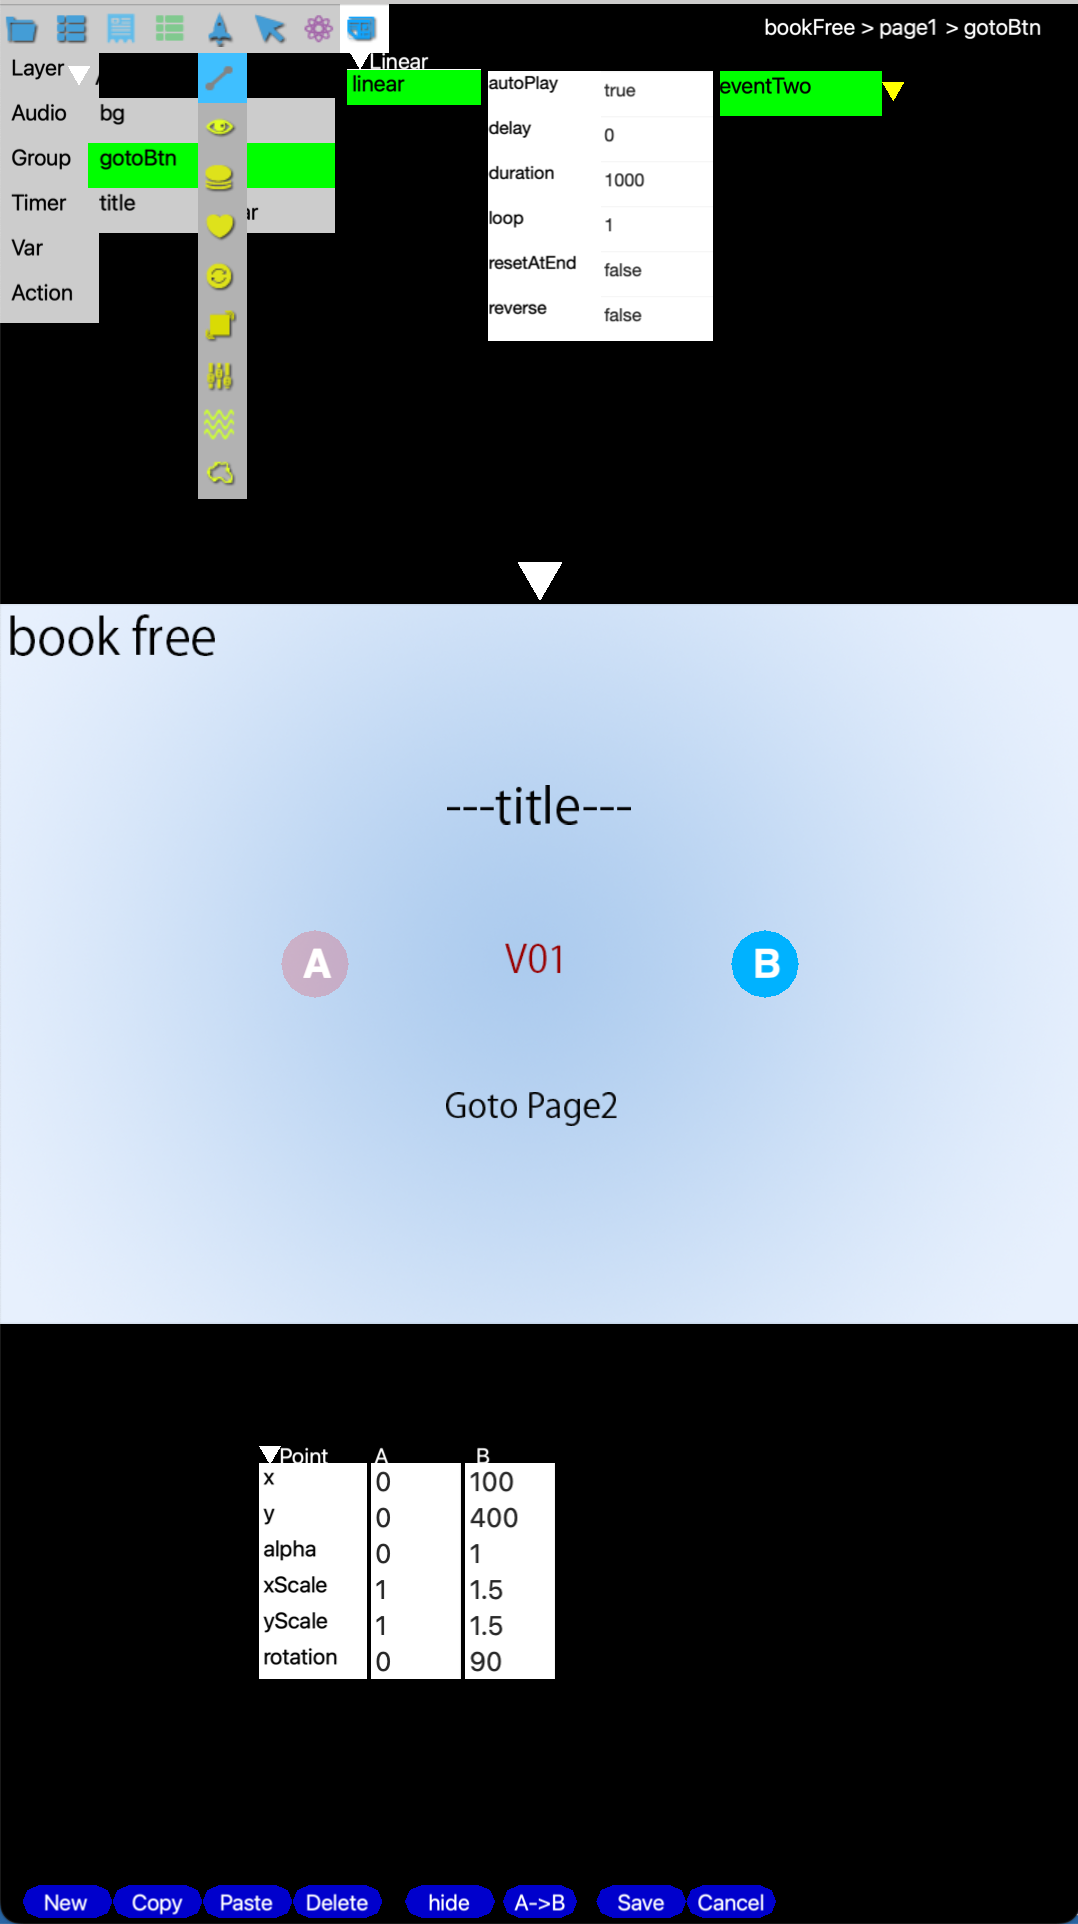 bookFree > page1 > gotoBtn
Layer
Audio
Group
Timer
Var
Action
bg
gotoBtn
title
Linear
linear
autoPlay true
delay 0
duration 1000
loop 1
resetAtEnd false
reverse false
eventTwo
book free
---title---
A V01 B
Goto Page2
Point A B
x 0 100
y 0 400
alpha 0 1
xScale 1 1.5
yScale 1 1.5
rotation 0 90
New Copy Paste Delete hide A->B Save Cancel